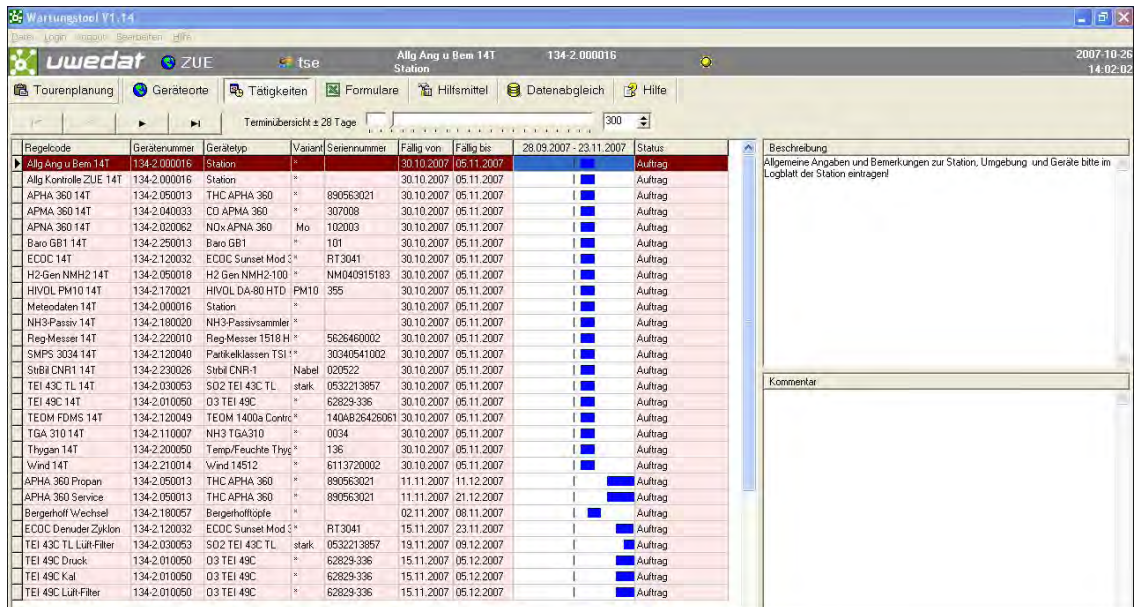 Wartungstool V1.14
Datei Login Bearbeiten Hilfe
uwedat ZUE tse Allg Ang u Bem 14T 134-2.000016 2007-10-26
Station 14:02:02
Tourenplanung Geräteorte Tätigkeiten Formulare Hilfsmittel Datenabgleich Hilfe
Terminübersicht ± 28 Tage 300
Regelcode Gerätenummer Gerätetyp Variant Seriennummer Fällig von Fällig bis 28.09.2007 - 23.11.2007 Status
Allg Ang u Bem 14T 134-2.000016 Station * 30.10.2007 05.11.2007 Auftrag
Allg Kontrolle ZUE 14T 134-2.000016 Station * 30.10.2007 05.11.2007 Auftrag
APHA 360 14T 134-2.050013 THC APHA 360 * 890563021 30.10.2007 05.11.2007 Auftrag
APMA 360 14T 134-2.040033 CO APMA 360 * 307008 30.10.2007 05.11.2007 Auftrag
APNA 360 14T 134-2.020062 NOx APNA 360 Mo 102003 30.10.2007 05.11.2007 Auftrag
Baro GB1 14T 134-2.250013 Baro GB1 * 101 30.10.2007 05.11.2007 Auftrag
ECOC 14T 134-2.120032 ECOC Sunset Mod 3 * RT3041 30.10.2007 05.11.2007 Auftrag
H2-Gen NMH2 14T 134-2.050018 H2 Gen NMH2-100 * NM040915183 30.10.2007 05.11.2007 Auftrag
HIVOL PM10 14T 134-2.170021 HIVOL DA-80 HTD PM10 355 30.10.2007 05.11.2007 Auftrag
Meteodaten 14T 134-2.000016 Station * 30.10.2007 05.11.2007 Auftrag
NH3-Passiv 14T 134-2.180020 NH3-Passivsammler * 30.10.2007 05.11.2007 Auftrag
Reg-Messer 14T 134-2.220010 Reg-Messer 1518 H * 5626460002 30.10.2007 05.11.2007 Auftrag
SMPS 3034 14T 134-2.120040 Partikelklassen TSI * 30340541002 30.10.2007 05.11.2007 Auftrag
StrBil CNR1 14T 134-2.230026 Strbil CNR-1 Nabel 020522 30.10.2007 05.11.2007 Auftrag
TEI 43C TL 14T 134-2.030053 SO2 TEI 43C TL stark 0532213857 30.10.2007 05.11.2007 Auftrag
TEI 49C 14T 134-2.010050 O3 TEI 49C * 62829-336 30.10.2007 05.11.2007 Auftrag
TEOM FDMS 14T 134-2.120049 TEOM 1400a Contrc * 140AB26426061 30.10.2007 05.11.2007 Auftrag
TGA 310 14T 134-2.110007 NH3 TGA310 * 0034 30.10.2007 05.11.2007 Auftrag
Thygan 14T 134-2.200050 Temp/Feuchte Thyg * 136 30.10.2007 05.11.2007 Auftrag
Wind 14T 134-2.210014 Wind 14512 * 6113720002 30.10.2007 05.11.2007 Auftrag
APHA 360 Propan 134-2.050013 THC APHA 360 * 890563021 11.11.2007 11.12.2007 Auftrag
APHA 360 Service 134-2.050013 THC APHA 360 * 890563021 11.11.2007 21.12.2007 Auftrag
Bergerhoff Wechsel 134-2.180057 Bergerhofftöpfe * 02.11.2007 08.11.2007 Auftrag
ECOC Denuder Zyklon 134-2.120032 ECOC Sunset Mod 3 * RT3041 15.11.2007 23.11.2007 Auftrag
TEI 43C TL Lüft-Filter 134-2.030053 SO2 TEI 43C TL stark 0532213857 19.11.2007 09.12.2007 Auftrag
TEI 49C Druck 134-2.010050 O3 TEI 49C * 62829-336 15.11.2007 05.12.2007 Auftrag
TEI 49C Kal 134-2.010050 O3 TEI 49C * 62829-336 15.11.2007 05.12.2007 Auftrag
TEI 49C Lüft-Filter 134-2.010050 O3 TEI 49C * 62829-336 15.11.2007 05.12.2007 Auftrag
Beschreibung
Allgemeine Angaben und Bemerkungen zur Station, Umgebung und Geräte bitte im
Logblatt der Station eintragen!
Kommentar